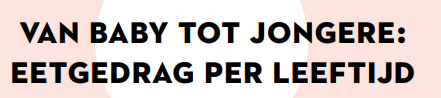 VAN BABY TOT JONGERE:
EETGEDRAG PER LEEFTIJD